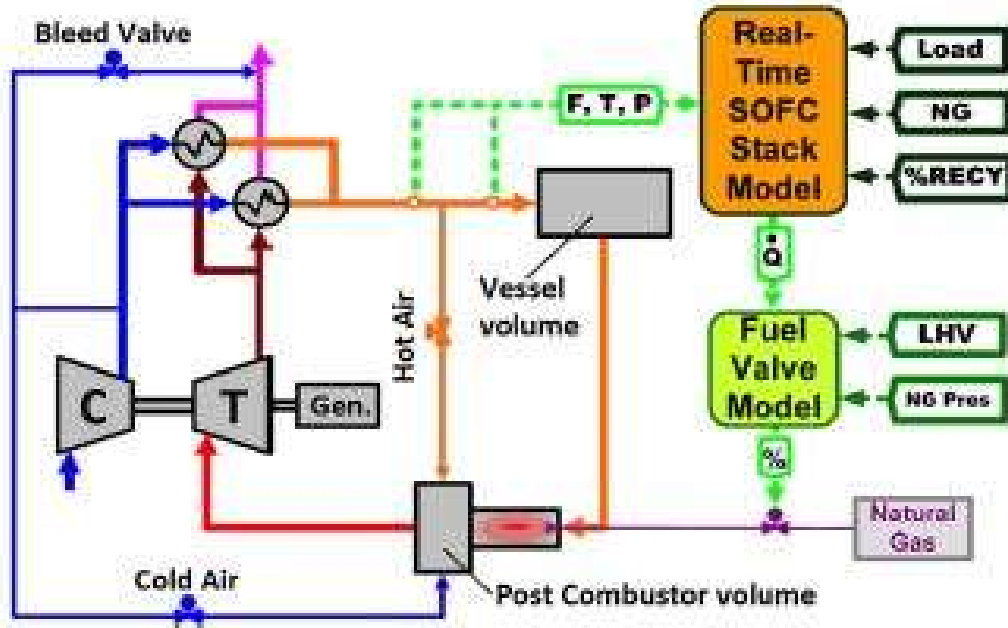 Bleed Valve
F, T, P
Real-
Time
SOFC
Stack
Model
Load
NG
%RECY
Q̇
Vessel
volume
Hot Air
Fuel
Valve
Model
LHV
NG Pres
C
T
Gen.
%
Natural
Gas
Cold Air
Post Combustor volume